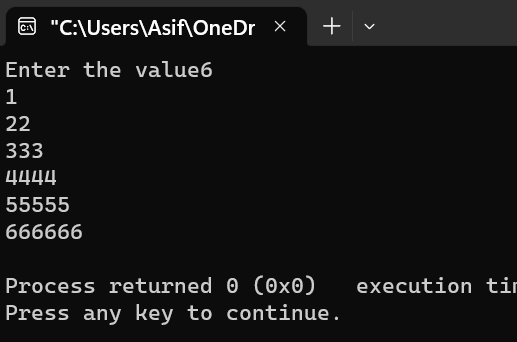 "C:\Users\Asif\OneDr
Enter the value6
1
22
333
4444
55555
666666
Process returned 0 (0x0)   execution
Press any key to continue.